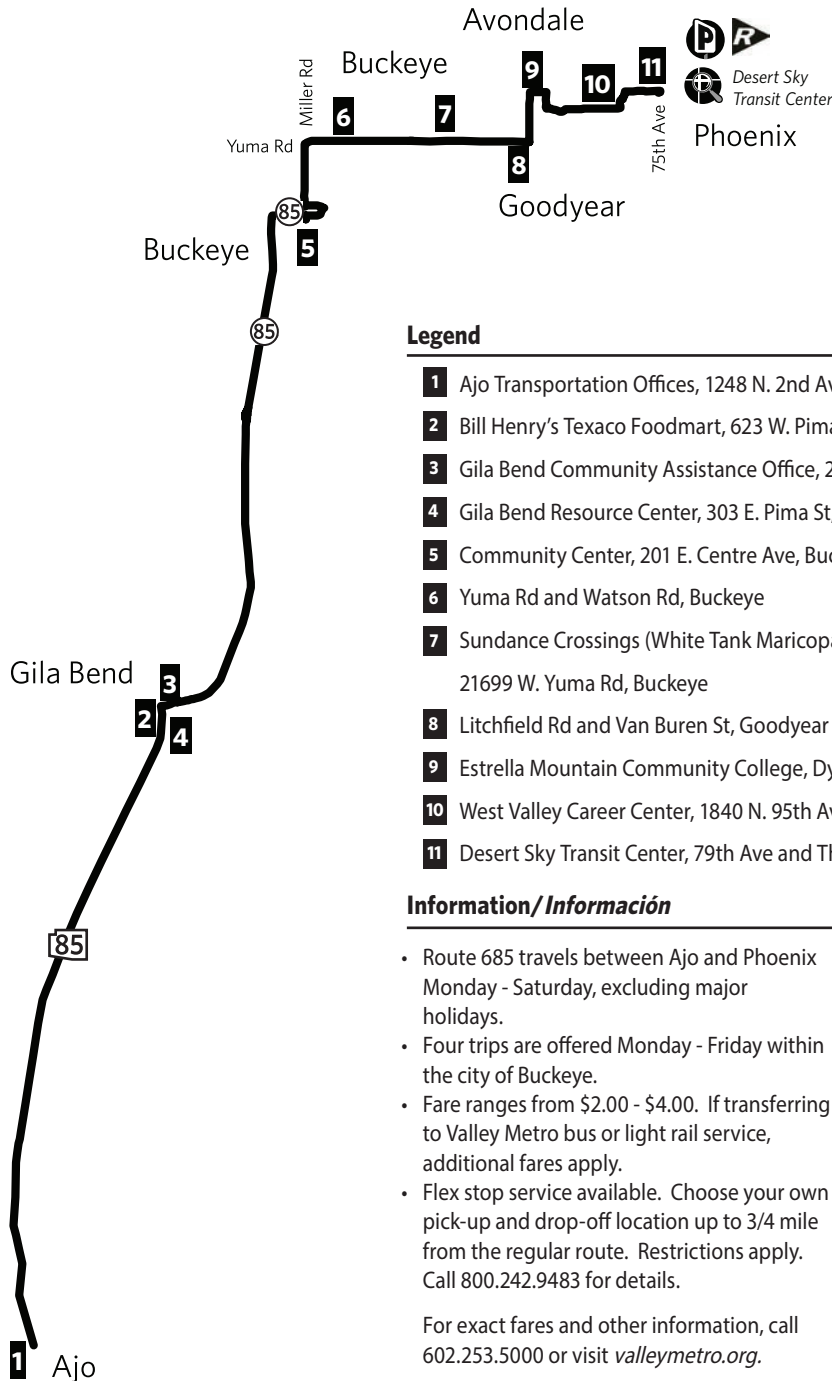 Avondale
P R
Buckeye
Miller Rd
9
10
11
Desert Sky
Transit Center
6
7
75th Ave
Phoenix
Yuma Rd
8
Goodyear
85
Buckeye
5
85
Legend
1 Ajo Transportation Offices, 1248 N. 2nd
2 Bill Henry's Texaco Foodmart, 623 W. Pima
3 Gila Bend Community Assistance Office,
4 Gila Bend Resource Center, 303 E. Pima St,
5 Community Center, 201 E. Centre Ave,
6 Yuma Rd and Watson Rd, Buckeye
7 Sundance Crossings (White Tank
21699 W. Yuma Rd, Buckeye
8 Litchfield Rd and Van Buren St, Goodyear
9 Estrella Mountain Community College,
10 West Valley Career Center, 1840 N. 95th
11 Desert Sky Transit Center, 79th Ave and
Gila Bend
3
2
4
Information/Información
• Route 685 travels between Ajo and Phoenix
Monday - Saturday, excluding major
holidays.
• Four trips are offered Monday - Friday within
the city of Buckeye.
• Fare ranges from $2.00 - $4.00. If transferring
to Valley Metro bus or light rail service,
additional fares apply.
• Flex stop service available. Choose your own
pick-up and drop-off location up to 3/4 mile
from the regular route. Restrictions apply.
Call 800.242.9483 for details.
For exact fares and other information, call
602.253.5000 or visit valleymetro.org.
85
1
Ajo